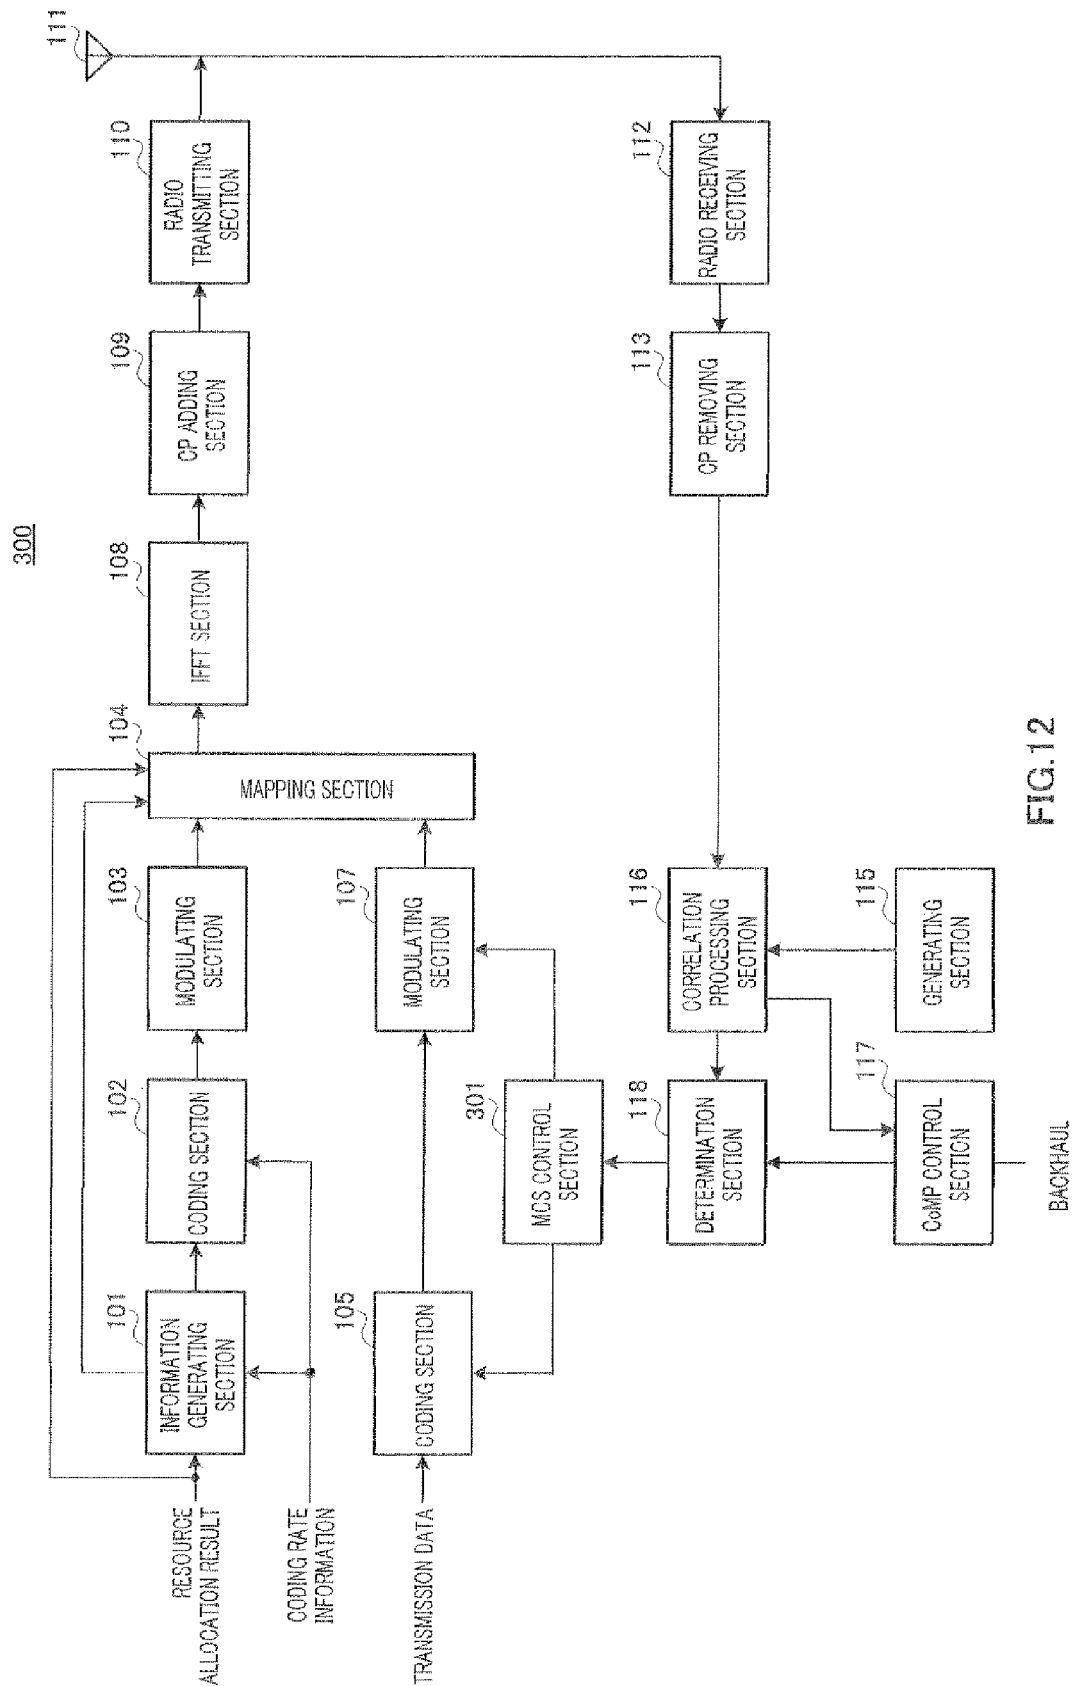 300
111
RESOURCE
ALLOCATION RESULT
101
INFORMATION
GENERATING
SECTION
102
CODING SECTION
103
MODULATING
SECTION
104
MAPPING SECTION
108
IFFT SECTION
109
CP ADDING
SECTION
110
RADIO
TRANSMITTING
SECTION
CODING RATE
INFORMATION
TRANSMISSION DATA
105
CODING SECTION
107
MODULATING
SECTION
301
MCS CONTROL
SECTION
118
DETERMINATION
SECTION
116
CORRELATION
PROCESSING
SECTION
113
CP REMOVING
SECTION
112
RADIO RECEIVING
SECTION
117
CoMP CONTROL
SECTION
115
GENERATING
SECTION
BACKHAUL
FIG.12